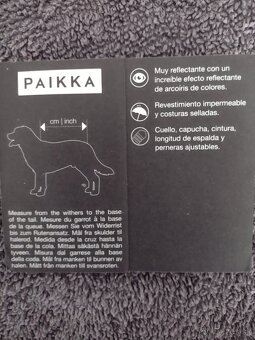 PAIKKA
cm | inch
Measure from the withers to the base
of the tail. Mesure du garrot à la base
de la queue. Messen Sie vom Widerrist
bis zum Rutenansatz. Mål fra skulder til
halerod. Medida desde la cruz hasta la
base de la cola. Mittas säkästä hännän
tyveen. Misura dal garrese alla base
della coda. Mål fra manken til bunnen av
halen. Mätt från manken till svansroten.
Muy reflectante con un
increíble efecto reflectante
de arcoíris de colores.
Revestimiento impermeable
y costuras selladas.
Cuello, capucha, cintura,
longitud de espalda y
perneras ajustables.